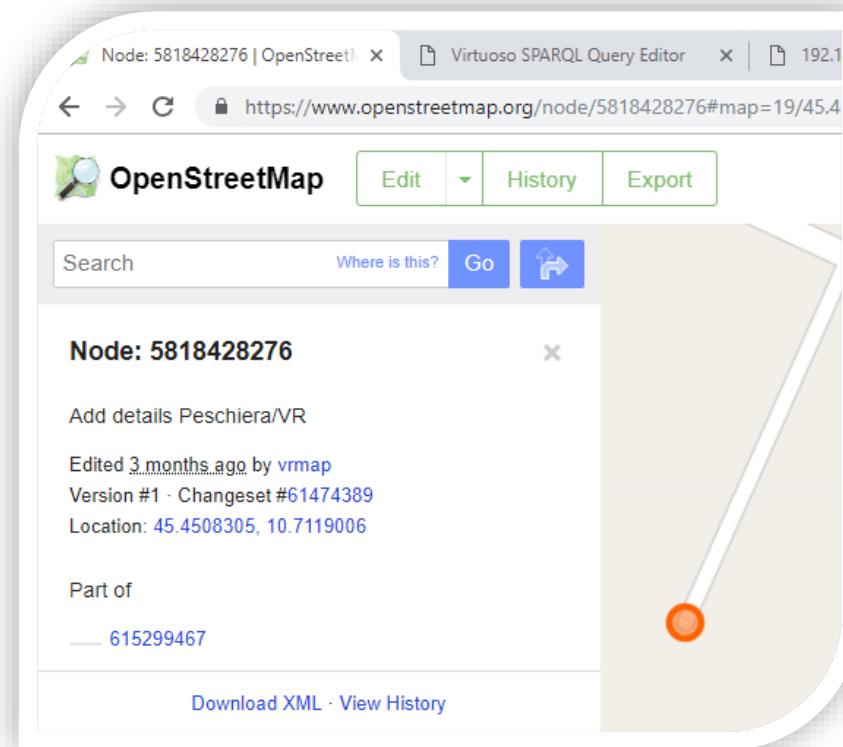 Node: 5818428276 | OpenStreetM
Virtuoso SPARQL Query Editor
192.1
https://www.openstreetmap.org/node/5818428276#map=19/45.4
OpenStreetMap
Edit
History
Export
Search
Where is this?
Go
Node: 5818428276
Add details Peschiera/VR
Edited 3 months ago by vrmap
Version #1 · Changeset #61474389
Location: 45.4508305, 10.7119006
Part of
615299467
Download XML · View History